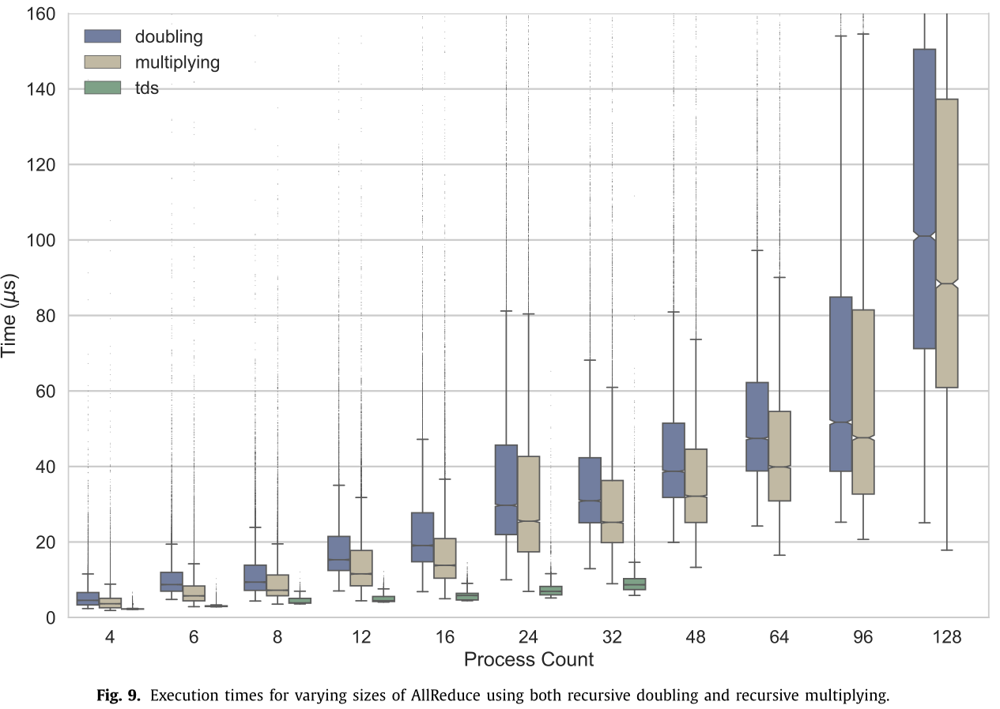 160
140
120
100
80
60
40
20
0
Time (μs)
doubling
multiplying
tds
4 6 8 12 16 24 32 48 64 96 128
Process Count
Fig. 9. Execution times for varying sizes of AllReduce using both recursive doubling and recursive multiplying.